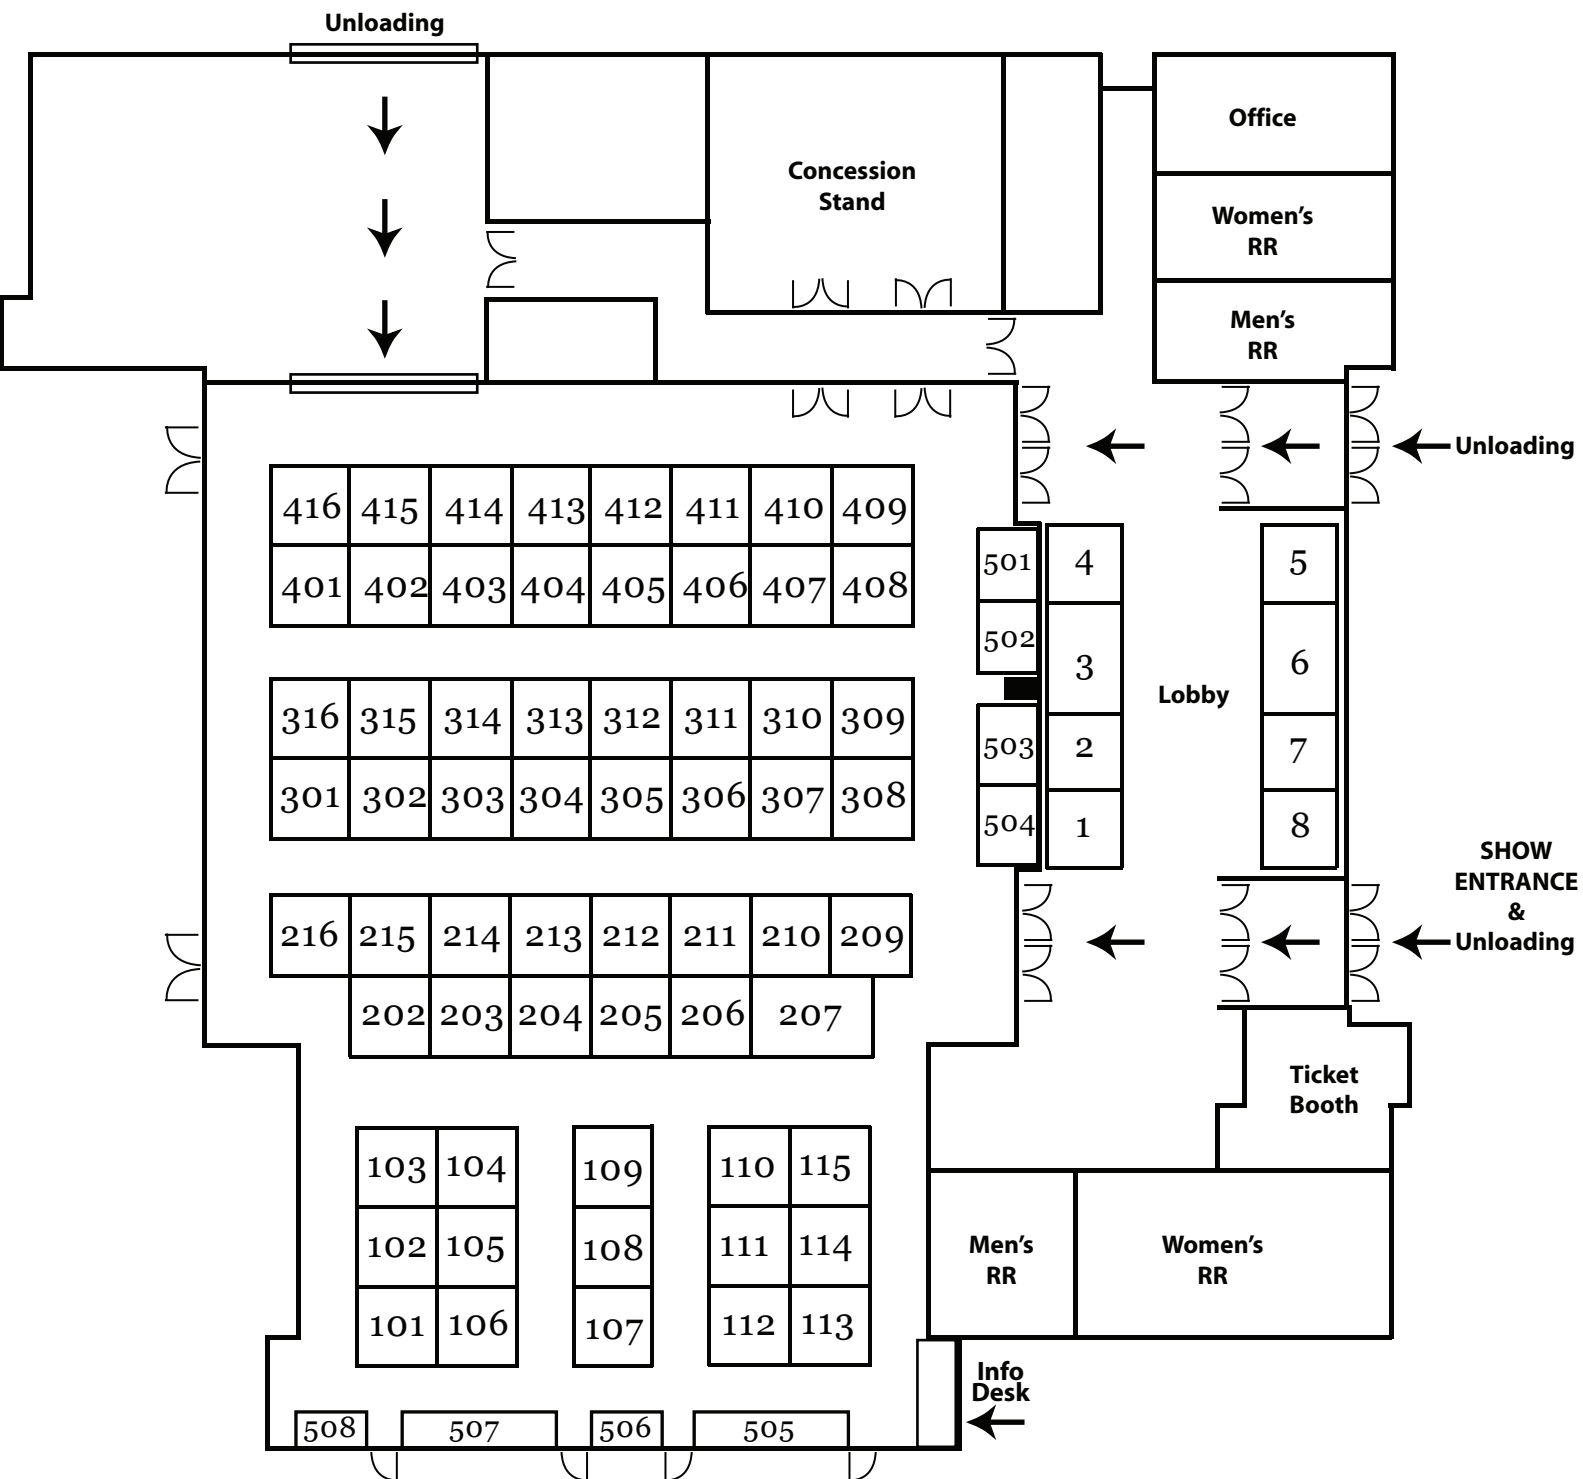 Unloading
Office
Concession
Stand
Women's
RR
Men's
RR
Unloading
416 415 414 413 412 411 410 409
401 402 403 404 405 406 407 408
501
502
503
504
4
3
2
1
Lobby
5
6
7
8
316 315 314 313 312 311 310 309
301 302 303 304 305 306 307 308
SHOW
ENTRANCE
&
Unloading
216 215 214 213 212 211 210 209
202 203 204 205 206 207
Ticket
Booth
103 104 109 110 115
102 105 108 111 114
101 106 107 112 113
Men's
RR
Women's
RR
Info
Desk
508 507 506 505